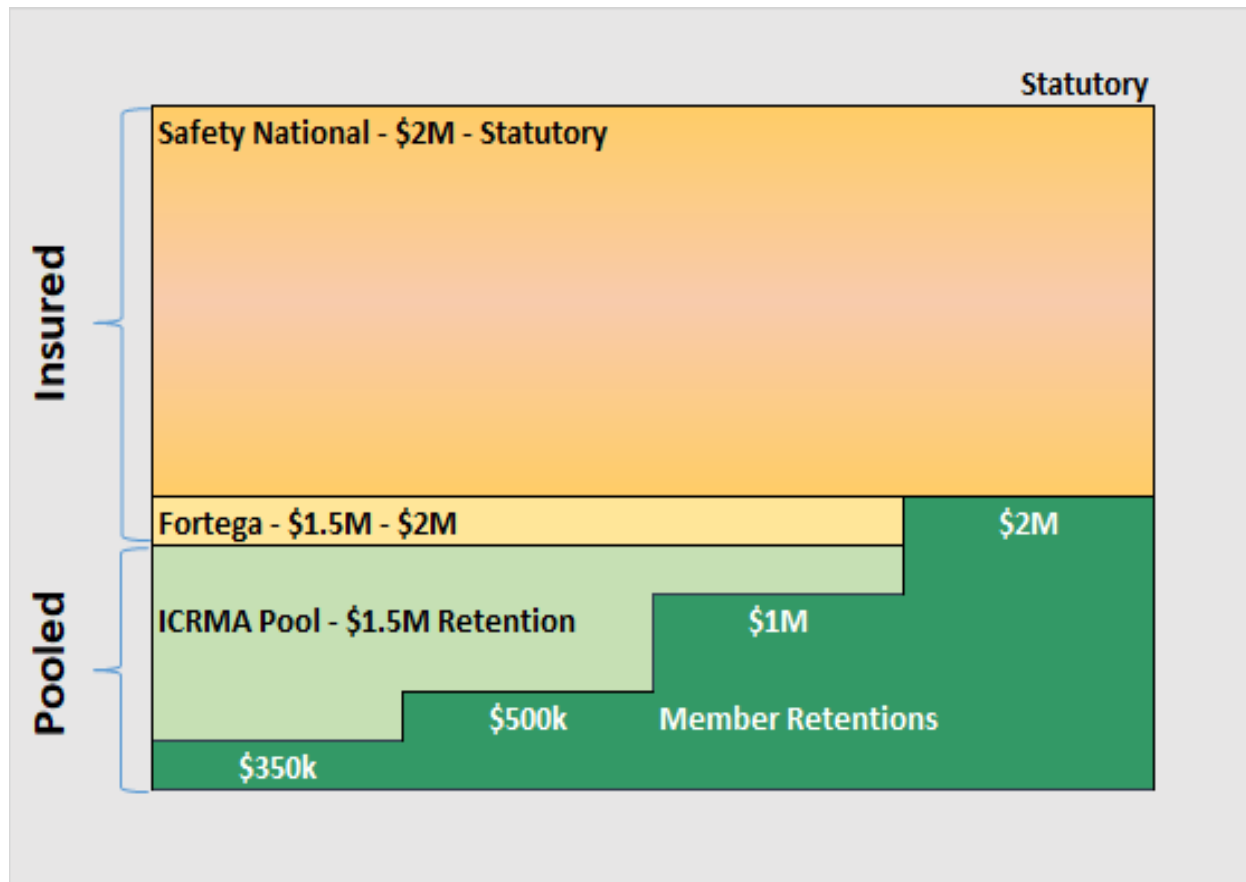 Statutory
Safety National - $2M - Statutory
Insured
Fortega - $1.5M - $2M
$2M
Pooled
ICRMA Pool - $1.5M Retention
$1M
$500k
Member Retentions
$350k